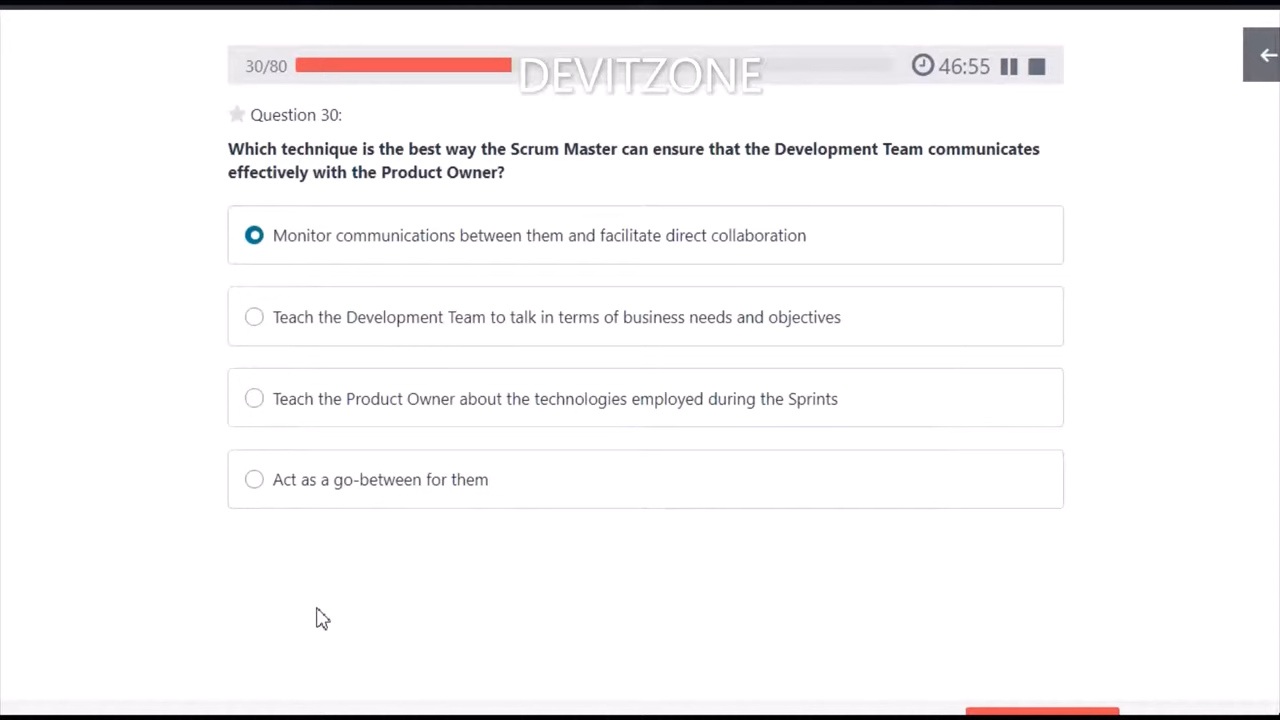 30/80
DEVITZONE
46:55
Question 30:
Which technique is the best way the Scrum Master can ensure that the Development Team communicates
effectively with the Product Owner?
Monitor communications between them and facilitate direct collaboration
Teach the Development Team to talk in terms of business needs and objectives
Teach the Product Owner about the technologies employed during the Sprints
Act as a go-between for them